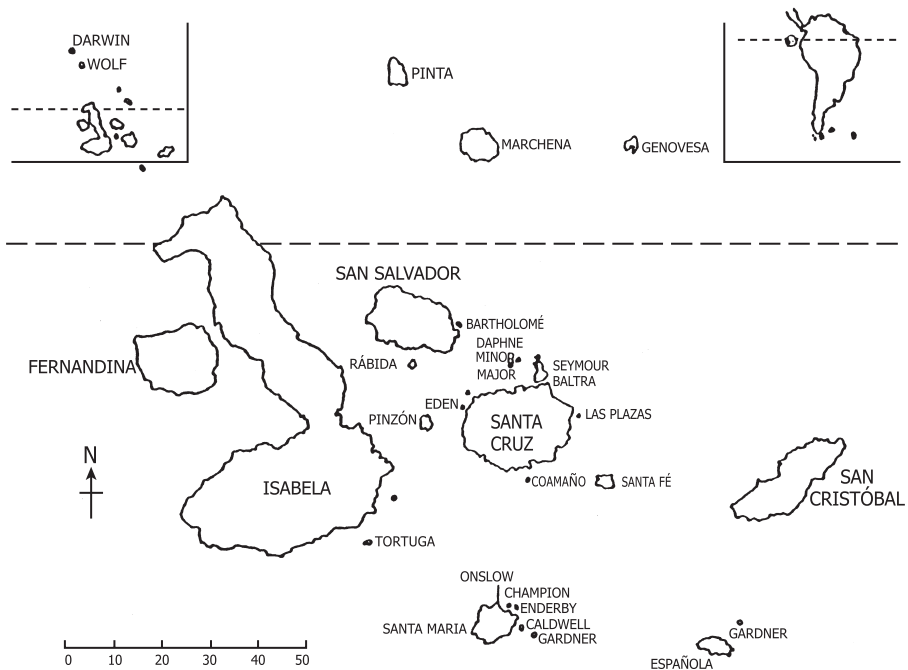 DARWIN
WOLF
PINTA
MARCHENA
GENOVESA
SAN SALVADOR
BARTHOLOMÉ
DAPHNE
MINOR
MAJOR
SEYMOUR
BALTRA
FERNANDINA
RÁBIDA
EDEN
PINZÓN
SANTA
CRUZ
LAS PLAZAS
N
ISABELA
COAMAÑO
SANTA FÉ
SAN
CRISTÓBAL
TORTUGA
ONSLOW
CHAMPION
ENDERBY
CALDWELL
GARDNER
SANTA MARIA
GARDNER
ESPAÑOLA
0 10 20 30 40 50